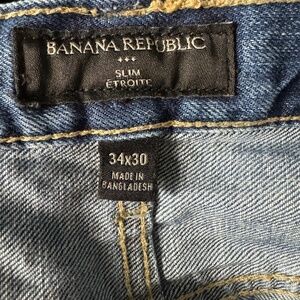 BANANA REPUBLIC
SLIM
ÉTROITE
34x30
MADE IN
BANGLADESH